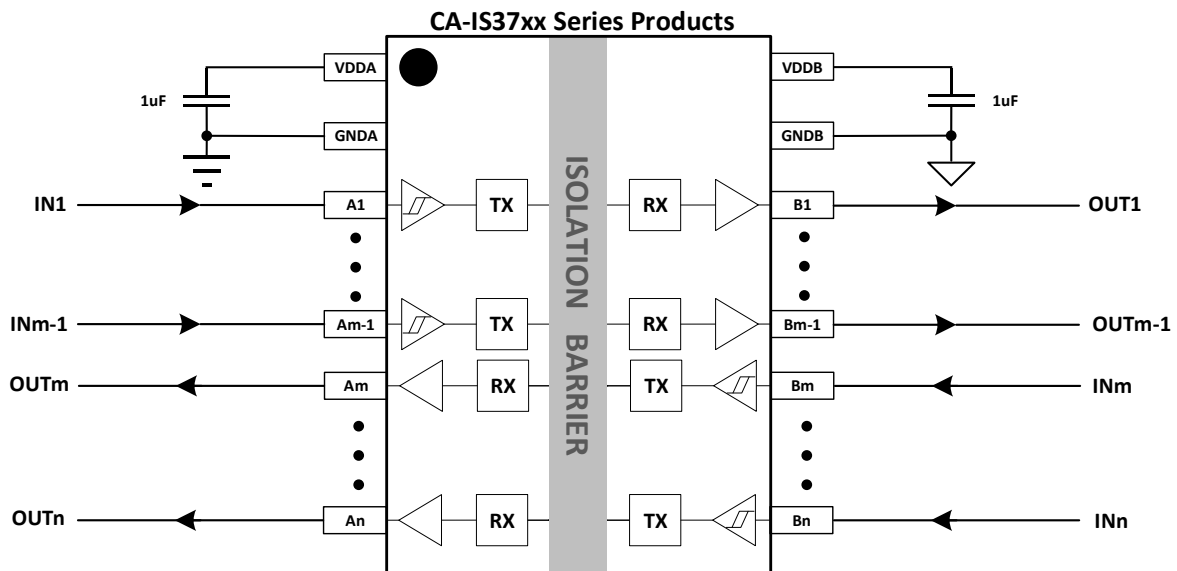 CA-IS37xx Series Products
VDDA
VDDB
1uF
1uF
GNDA
GNDB
ISOLATION BARRIER
IN1
A1
TX
RX
B1
OUT1
INm-1
Am-1
TX
RX
Bm-1
OUTm-1
OUTm
Am
RX
TX
Bm
INm
OUTn
An
RX
TX
Bn
INn